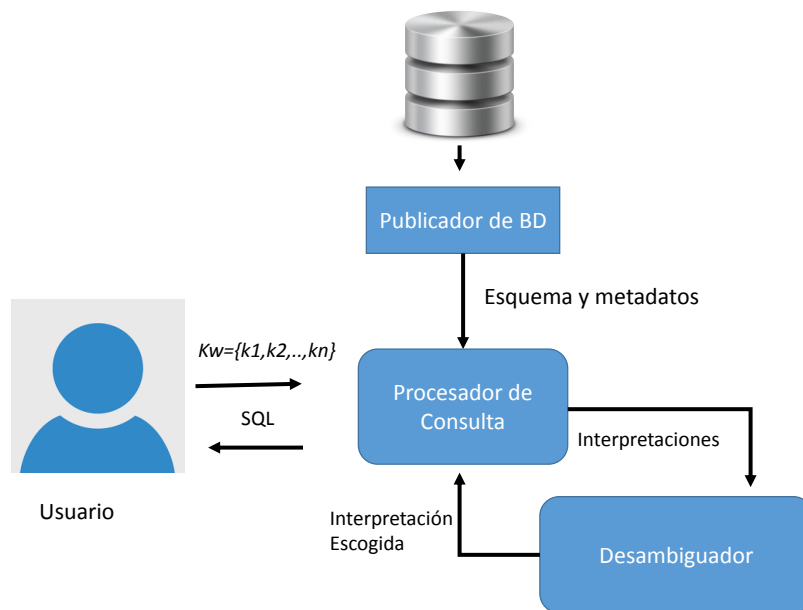 Publicador de BD
Esquema y metadatos
Kw={k1,k2,..,kn}
Procesador de
Consulta
SQL
Interpretaciones
Usuario
Interpretación
Escogida
Desambiguador